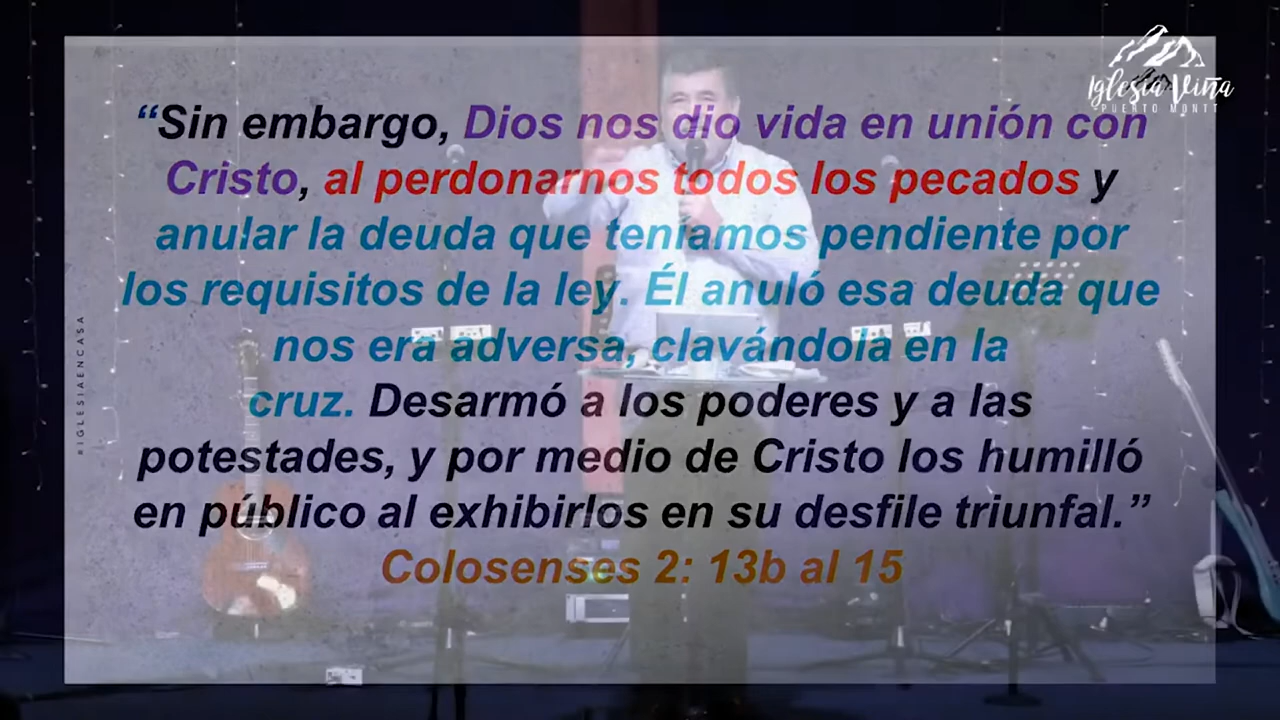 Iglesia Viña
PUERTO MONTT
“Sin embargo, Dios nos dio vida en unión con
Cristo, al perdonarnos todos los pecados y
anular la deuda que teníamos pendiente por
los requisitos de la ley. Él anuló esa deuda que
nos era adversa, clavándola en la
cruz. Desarmó a los poderes y a las
potestades, y por medio de Cristo los humilló
en público al exhibirlos en su desfile triunfal.”
Colosenses 2: 13b al 15
#IGLESIAENCASA